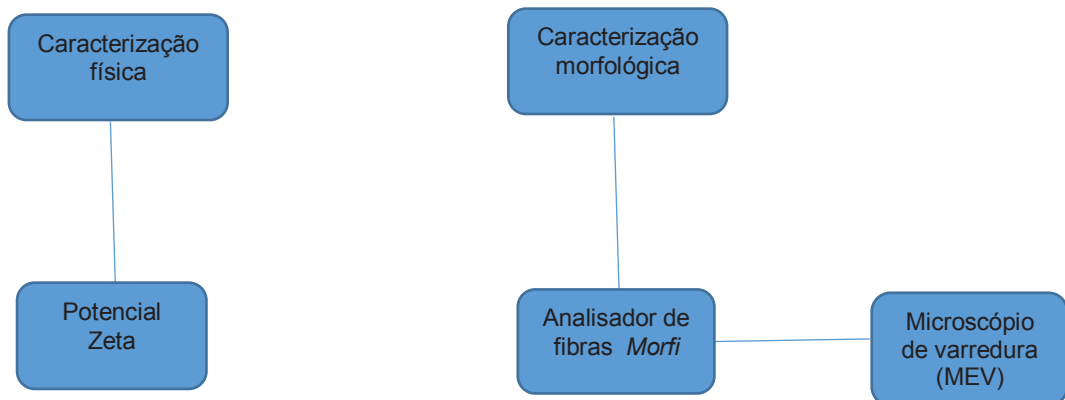 Caracterização
física
Caracterização
morfológica
Potencial
Zeta
Analisador de
fibras Morfi
Microscópio
de varredura
(MEV)